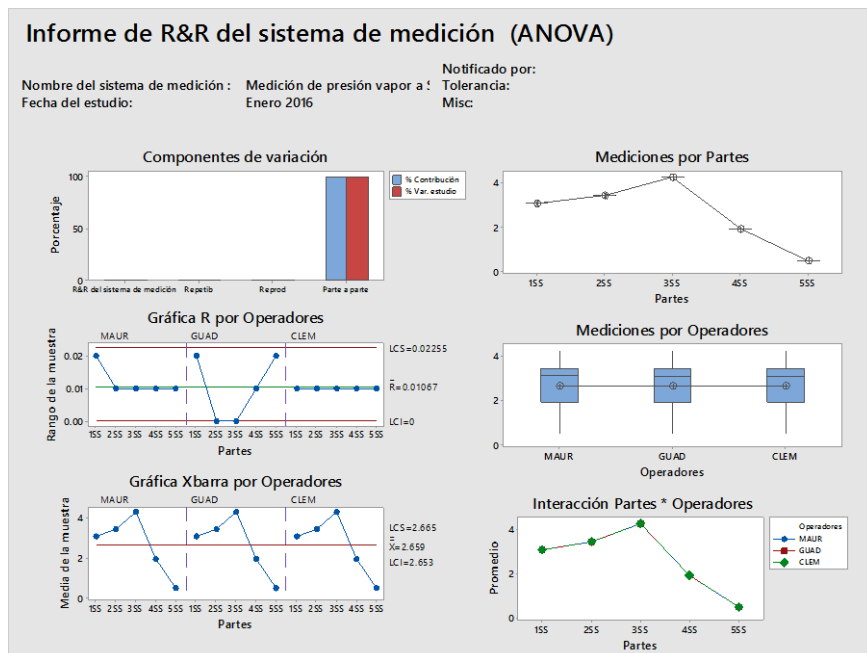 Informe de R&R del sistema de medición (ANOVA)
Nombre del sistema de medición : Medición de presión vapor a
Fecha del estudio: Enero 2016
Notificado por:
Tolerancia:
Misc:
Componentes de variación
Porcentaje
100
50
0
R&R del sistema de medición Repetib Reprod Parte a parte
% Contribución
% Var. estudio
Gráfica R por Operadores
MAUR GUAD CLEM
Rango de la muestra
0.02
0.01
0.00
LCS=0.02255
R=0.01067
LCI=0
1SS 2SS 3SS 4SS 5SS 1SS 2SS 3SS 4SS 5SS 1SS 2SS 3SS 4SS 5SS
Partes
Gráfica Xbarra por Operadores
MAUR GUAD CLEM
Media de la muestra
4
2
0
LCS=2.665
X=2.659
LCI=2.653
1SS 2SS 3SS 4SS 5SS 1SS 2SS 3SS 4SS 5SS 1SS 2SS 3SS 4SS 5SS
Partes
Mediciones por Partes
4
2
0
1SS 2SS 3SS 4SS 5SS
Partes
Mediciones por Operadores
4
2
0
MAUR GUAD CLEM
Operadores
Interacción Partes * Operadores
Promedio
4
2
0
1SS 2SS 3SS 4SS 5SS
Partes
Operadores
MAUR
GUAD
CLEM